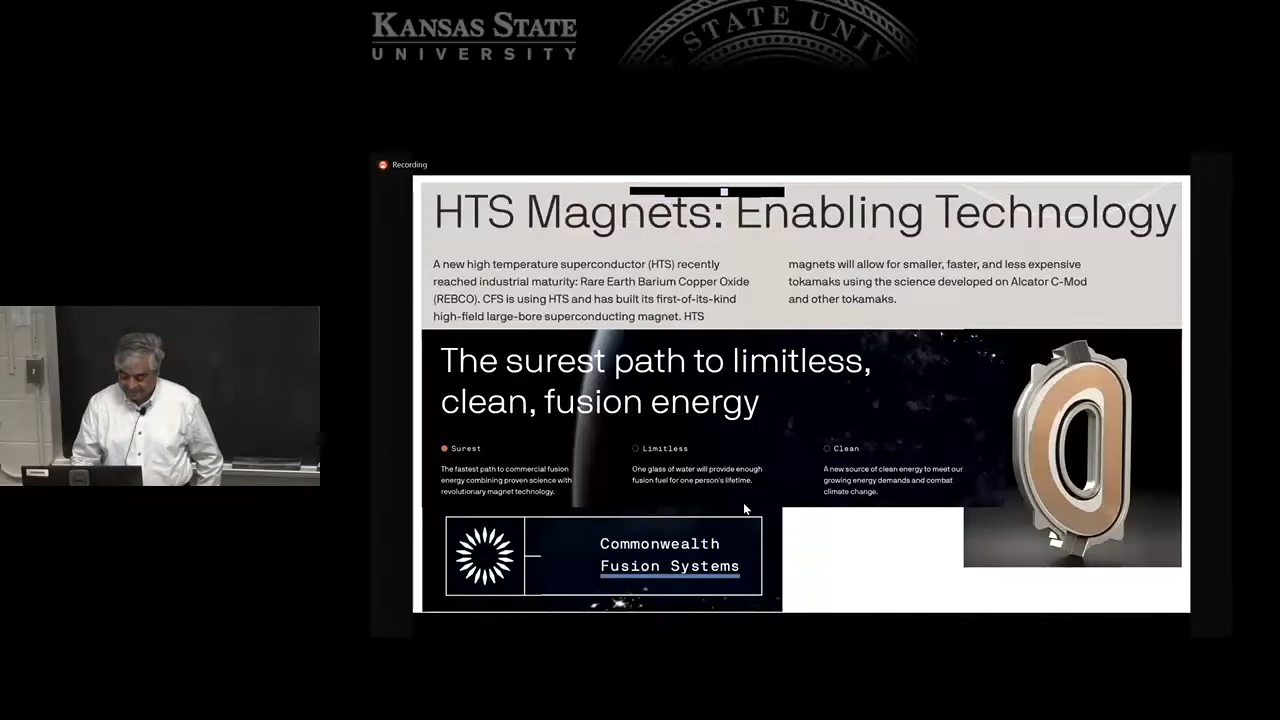 KANSAS STATE
UNIVERSITY
STATE UNIV
Recording
HTS Magnets: Enabling Technology
A new high temperature superconductor (HTS) recently
reached industrial maturity: Rare Earth Barium Copper Oxide
(REBCO). CFS is using HTS and has built its first-of-its-kind
high-field large-bore superconducting magnet. HTS
magnets will allow for smaller, faster, and less expensive
tokamaks using the science developed on Alcator C-Mod
and other tokamaks.
The surest path to limitless,
clean, fusion energy
Surest
The fastest path to commercial fusion
energy combining proven science with
revolutionary magnet technology.
Limitless
One glass of water will provide enough
fusion fuel for one person's lifetime.
Clean
A new source of clean energy to meet our
growing energy demands and combat
climate change.
Commonwealth
Fusion Systems